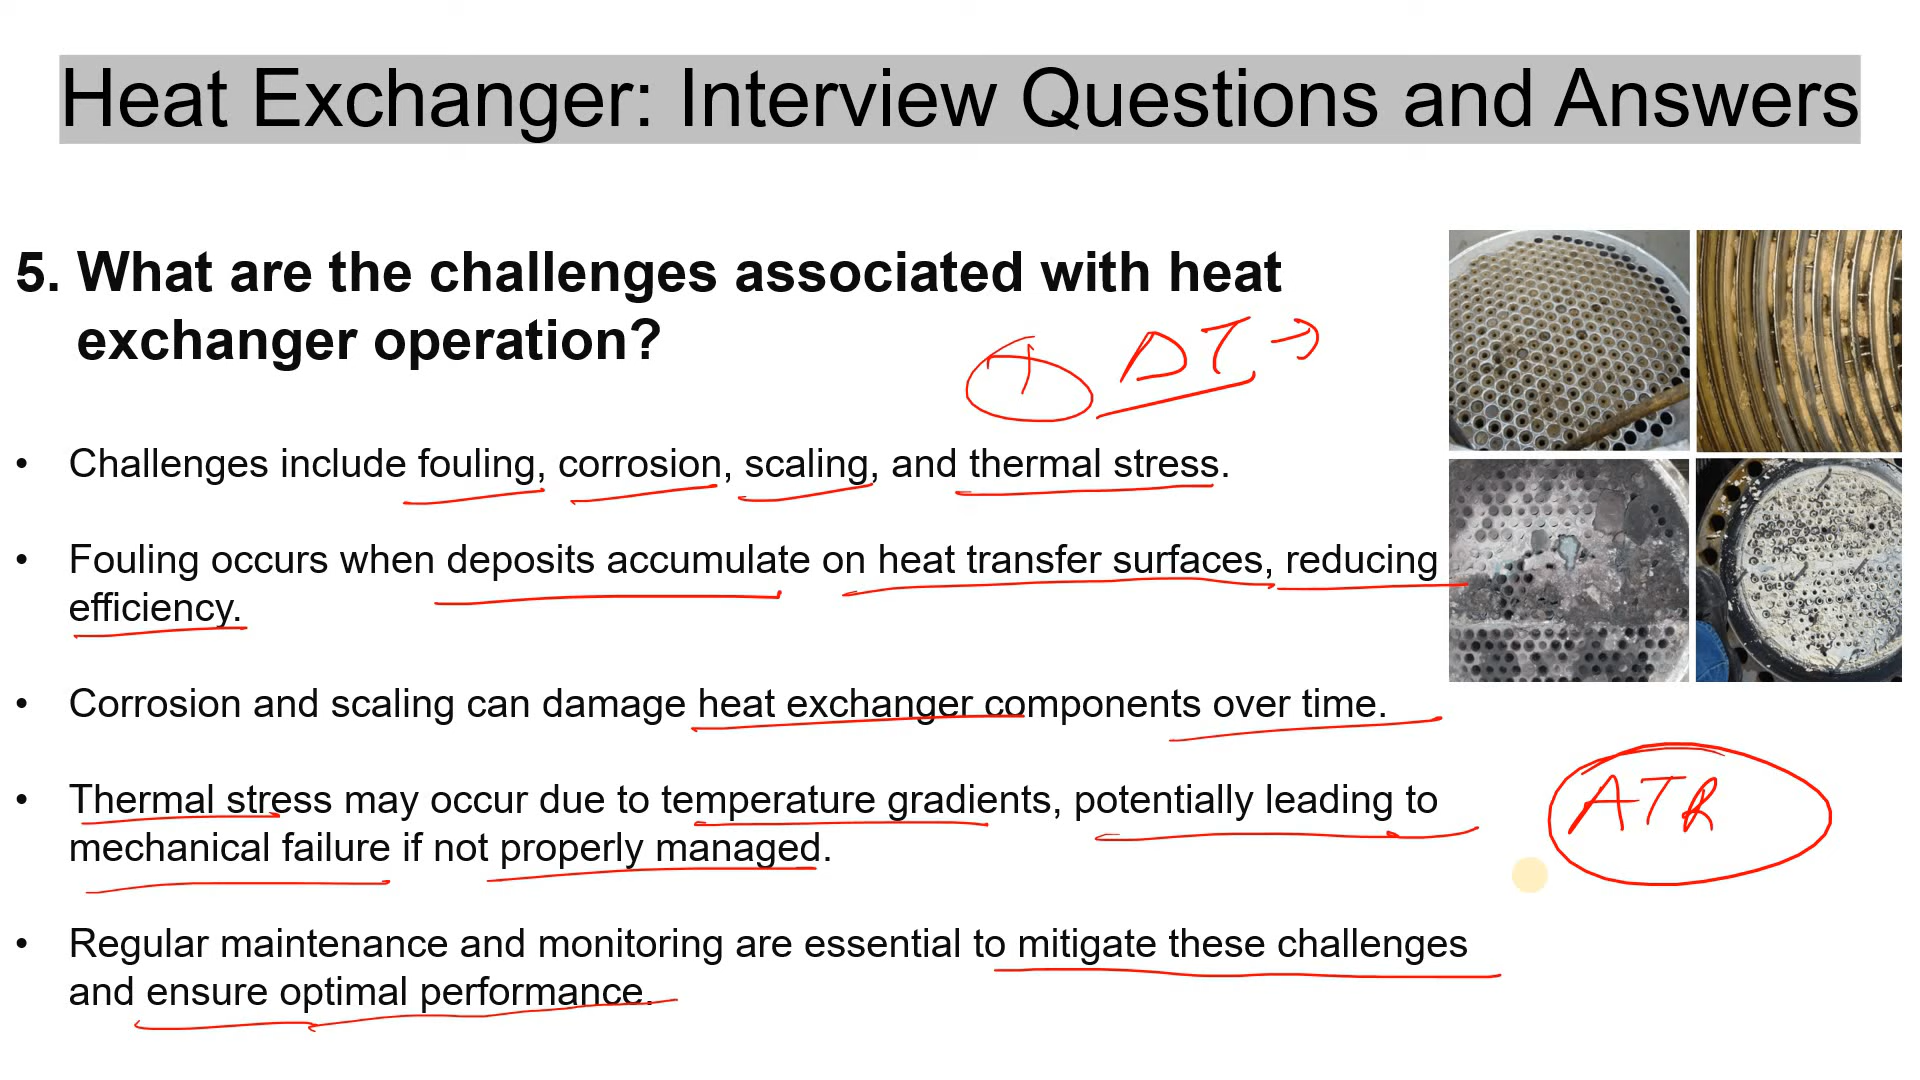 Heat Exchanger: Interview Questions and Answers
5. What are the challenges associated with heat
exchanger operation?
ΔT →
• Challenges include fouling, corrosion, scaling, and thermal stress.
• Fouling occurs when deposits accumulate on heat transfer surfaces, reducing
efficiency.
• Corrosion and scaling can damage heat exchanger components over time.
• Thermal stress may occur due to temperature gradients, potentially leading to
mechanical failure if not properly managed.
ATR
• Regular maintenance and monitoring are essential to mitigate these challenges
and ensure optimal performance.